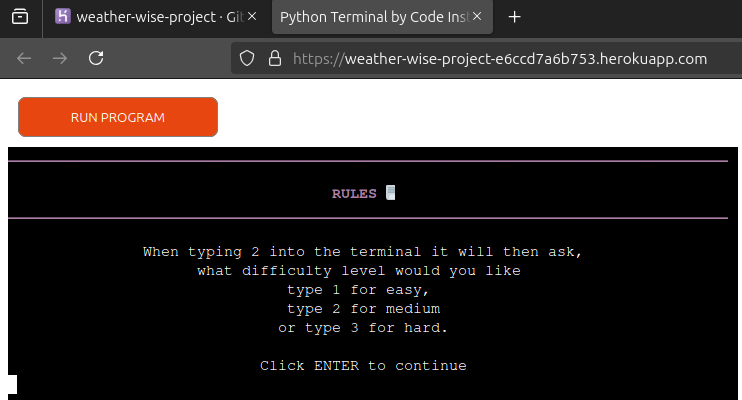 weather-wise-project · Git
Python Terminal by Code Inst
https://weather-wise-project-e6ccd7a6b753.herokuapp.com
RUN PROGRAM
RULES
When typing 2 into the terminal it will then ask,
what difficulty level would you like
type 1 for easy,
type 2 for medium
or type 3 for hard.
Click ENTER to continue